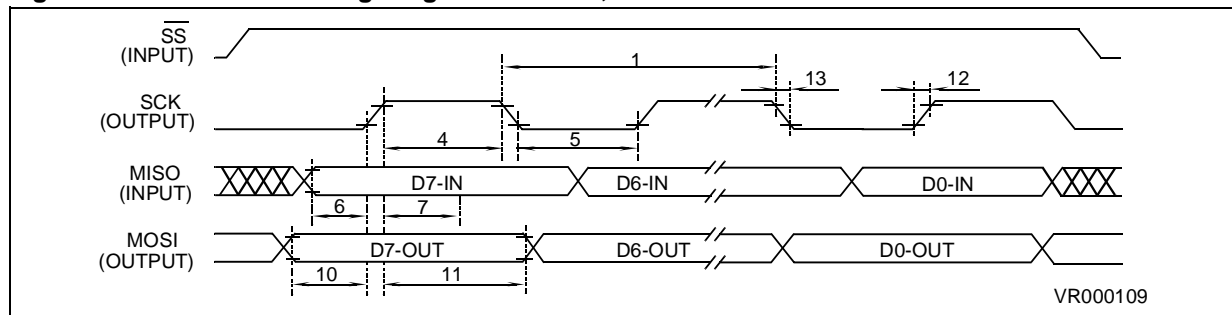 SS
(INPUT)
1
13
12
SCK
(OUTPUT)
4
5
MISO
(INPUT)
D7-IN
D6-IN
D0-IN
6
7
MOSI
(OUTPUT)
D7-OUT
D6-OUT
D0-OUT
10
11
VR000109